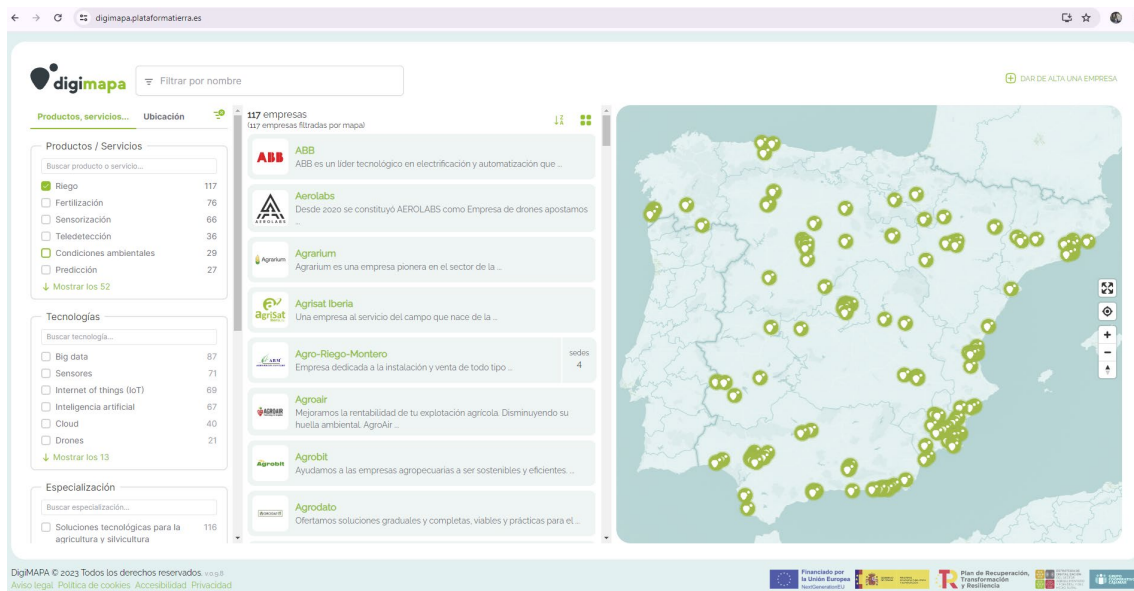 digimapa.plataformatierra.es
digimapa
Filtrar por nombre
DAR DE ALTA UNA EMPRESA
Productos, servicios...
Ubicación
Productos / Servicios
Buscar producto o servicio...
Riego 117
Fertilización 76
Sensorización 66
Teledetección 36
Condiciones ambientales 29
Predicción 27
Mostrar los 52
Tecnologías
Buscar tecnología...
Big data 87
Sensores 71
Internet of things (IoT) 69
Inteligencia artificial 67
Cloud 40
Drones 21
Mostrar los 13
Especialización
Buscar especialización...
Soluciones tecnológicas para la 116
agricultura y silvicultura
117 empresas
(117 empresas filtradas por mapa)
ABB
ABB
ABB es un líder tecnológico en electrificación y automatización que ...
AEROLABS
Aerolabs
Desde 2020 se constituyó AEROLABS como Empresa de drones apostamos
...
Agrarium
Agrarium
Agrarium es una empresa pionera en el sector de la ...
agriSat
Agrisat Iberia
Una empresa al servicio del campo que nace de la ...
Agro-Riego-Montero
Empresa dedicada a la instalación y venta de todo tipo ...
sedes
4
AGROAIR
Agroair
Mejoramos la rentabilidad de tu explotación agrícola. Disminuyendo su
huella ambiental. AgroAir ...
Agrobit
Agrobit
Ayudamos a las empresas agropecuarias a ser sostenibles y eficientes. ...
Agrodato
Ofertamos soluciones graduales y completas, viables y prácticas para el ...
DigiMAPA © 2023 Todos los derechos reservados. v.0.9.8
Aviso legal Política de cookies Accesibilidad Privacidad
Financiado por
la Unión Europea
NextGenerationEU
Plan de Recuperación,
Transformación
y Resiliencia